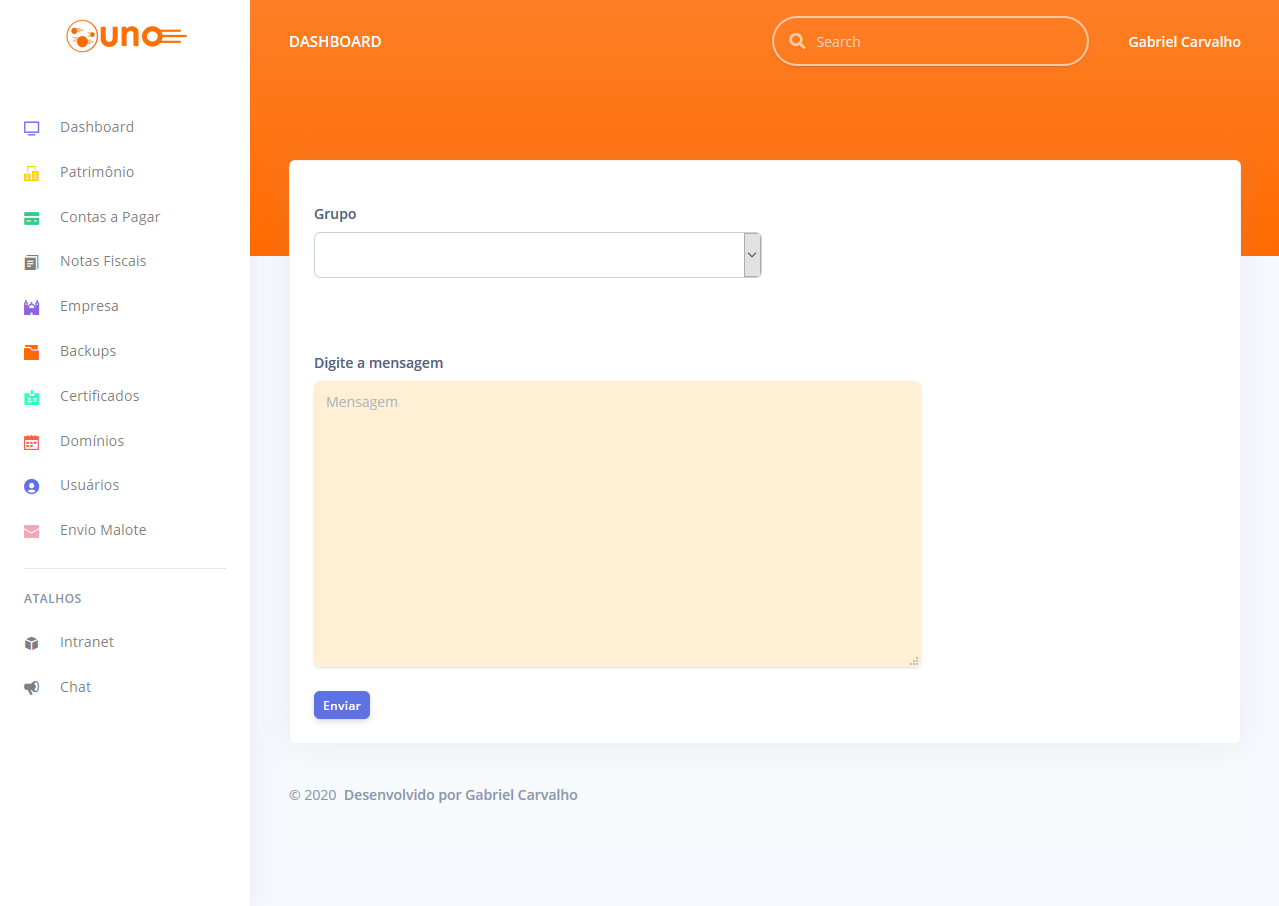 uno
DASHBOARD
Search
Gabriel Carvalho
Dashboard
Patrimônio
Contas a Pagar
Notas Fiscais
Empresa
Backups
Certificados
Domínios
Usuários
Envio Malote
ATALHOS
Intranet
Chat
Grupo
Digite a mensagem
Mensagem
Enviar
© 2020 Desenvolvido por Gabriel Carvalho